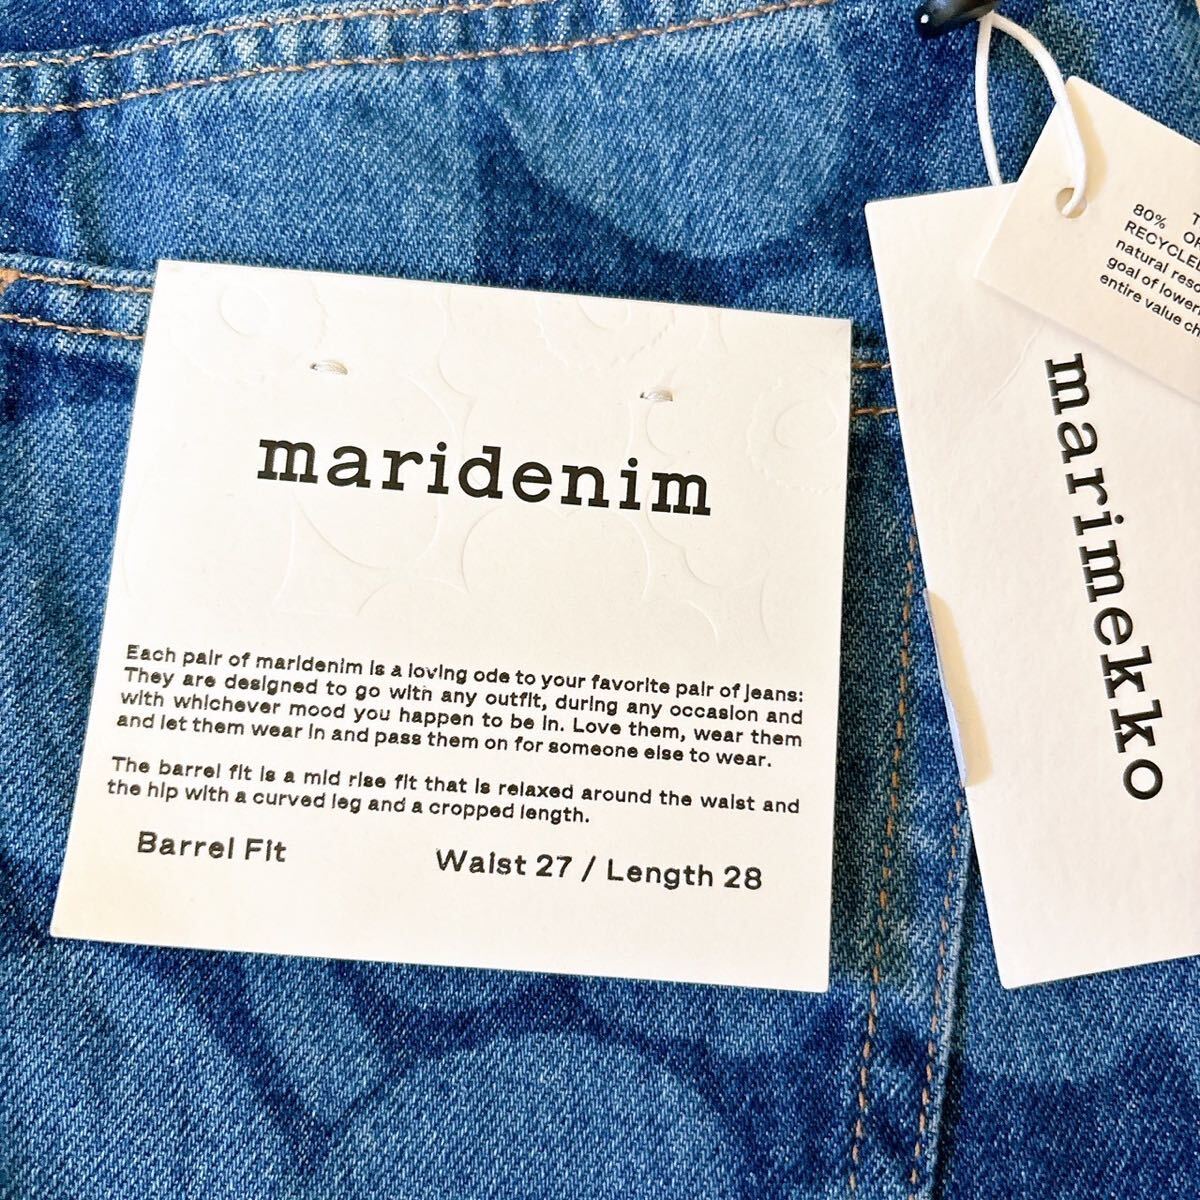 maridenim
Each pair of maridenim is a loving ode to your favorite pair of jeans:
They are designed to go with any outfit, during any occasion and
with whichever mood you happen to be in. Love them, wear them
and let them wear in and pass them on for someone else to wear.
The barrel fit is a mid rise fit that is relaxed around the waist and
the hip with a curved leg and a cropped length.
Barrel Fit
Waist 27 / Length 28
80%
RECYCLED
natural
goal of
entire value
marimekko